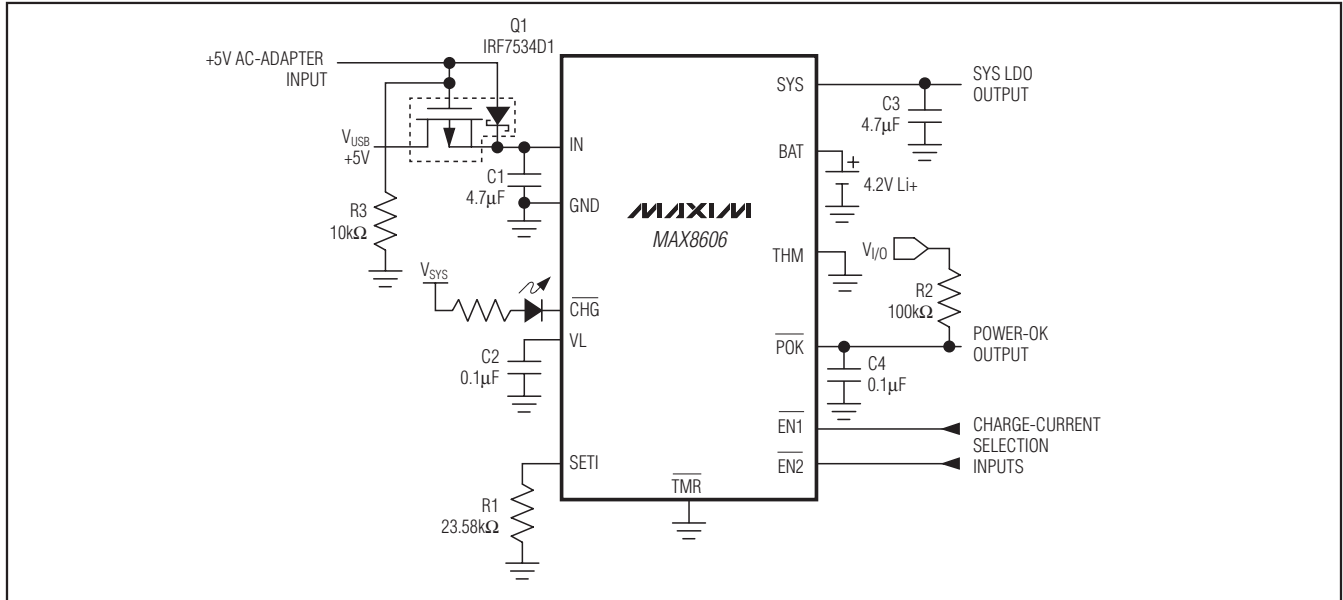 Q1
IRF7534D1
+5V AC-ADAPTER
INPUT
VUSB
+5V
C1
4.7μF
R3
10kΩ
VSYS
C2
0.1μF
R1
23.58kΩ
IN
GND
CHG
VL
SETI
MAXIM
MAX8606
TMR
SYS
BAT
THM
POK
EN1
EN2
C3
4.7μF
SYS LDO
OUTPUT
+
4.2V Li+
VI/O
R2
100kΩ
POWER-OK
OUTPUT
C4
0.1μF
CHARGE-CURRENT
SELECTION
INPUTS